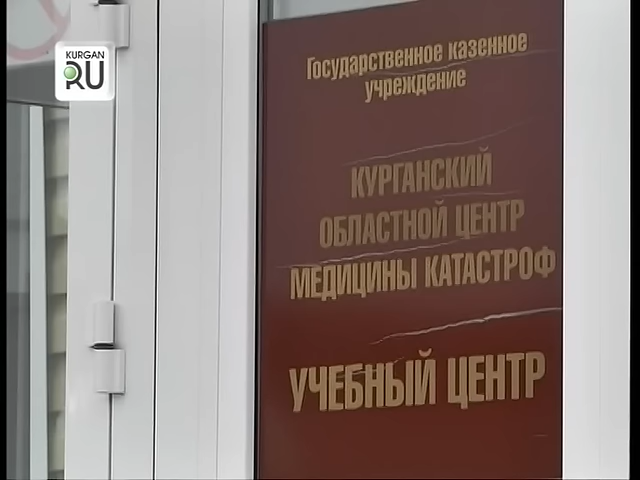 KURGAN
RU
Государственное казенное
учреждение
КУРГАНСКИЙ
ОБЛАСТНОЙ ЦЕНТР
МЕДИЦИНЫ КАТАСТРОФ
УЧЕБНЫЙ ЦЕНТР